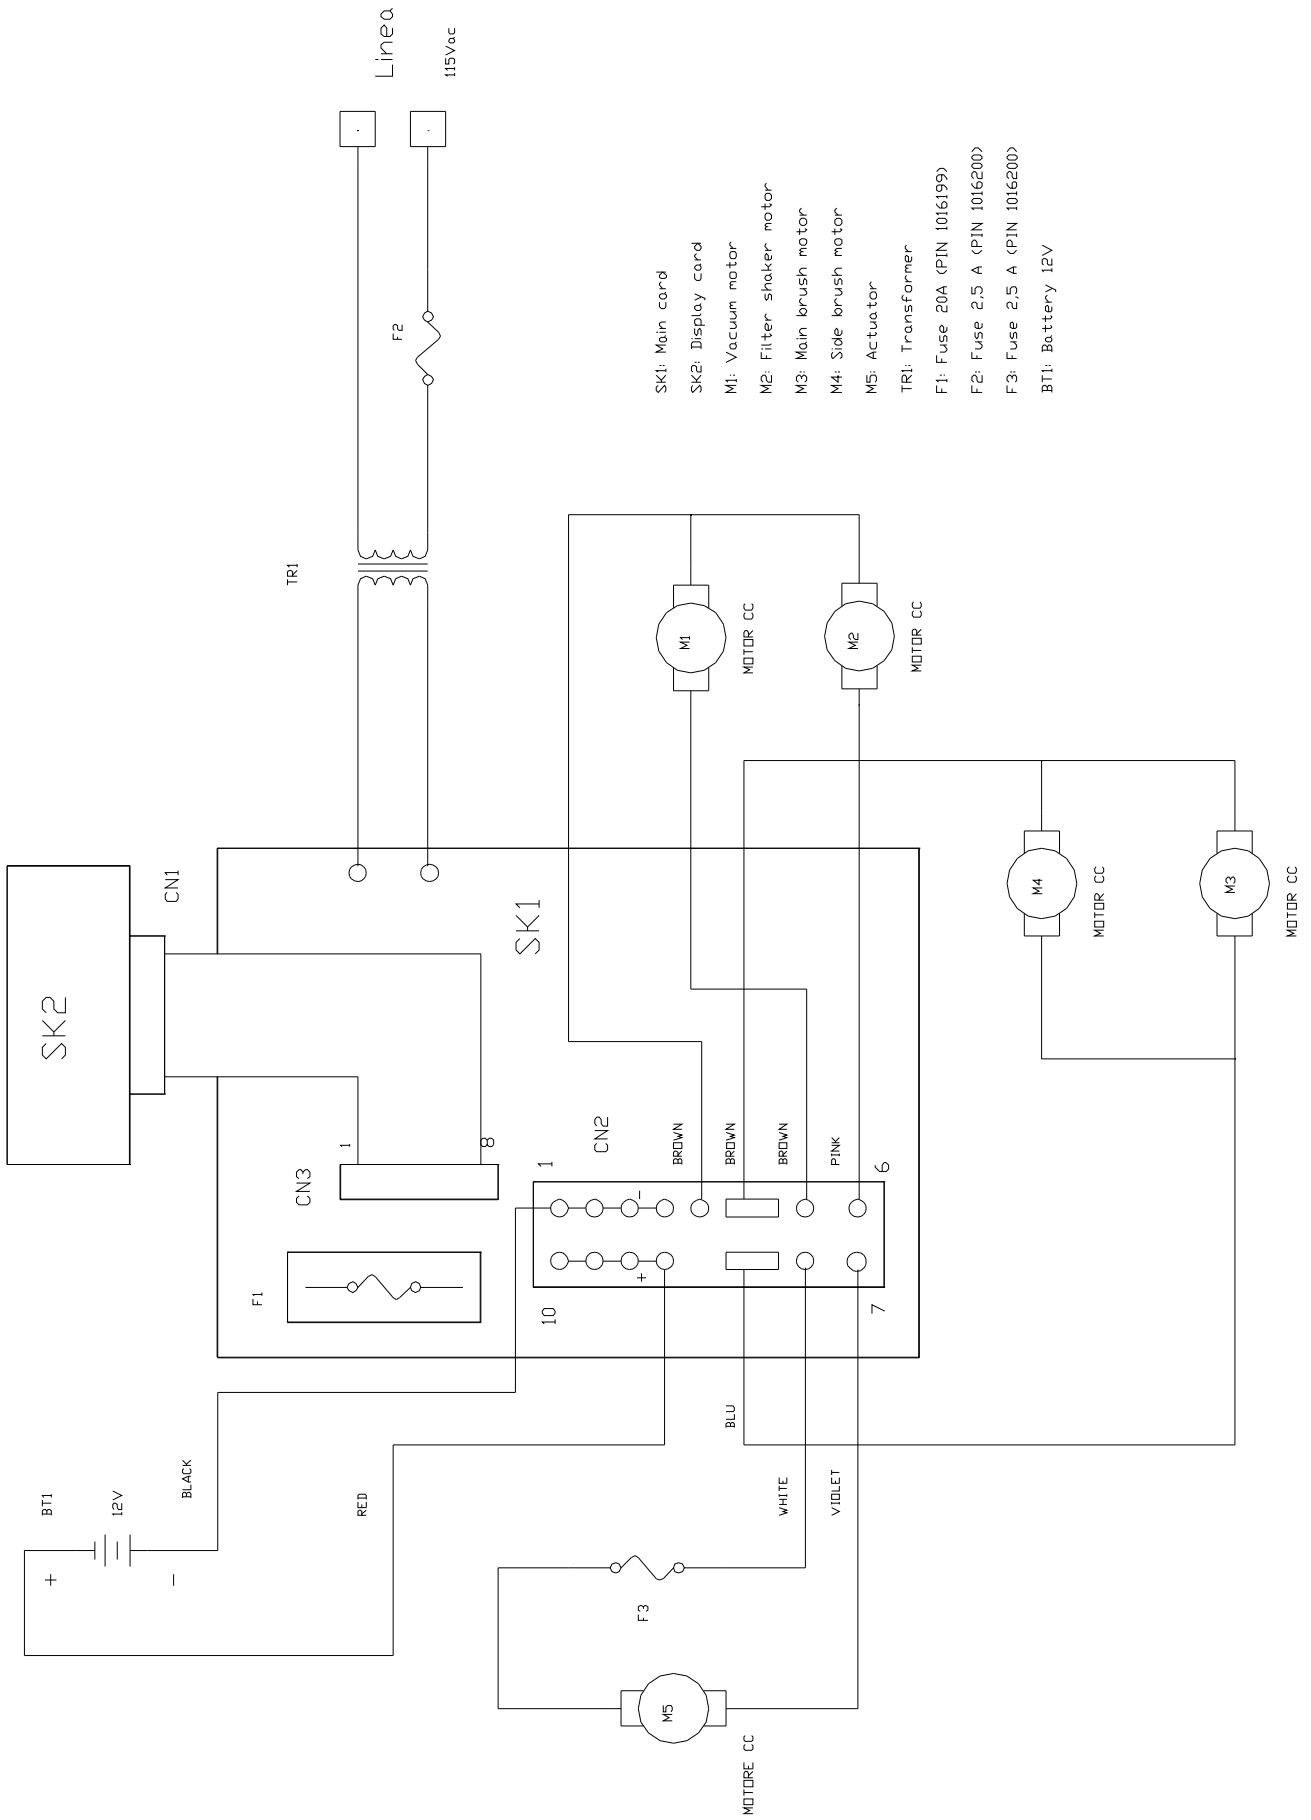 BT1
12V
+
-
BLACK
RED
F3
M5
MOTORE CC
WHITE
VIOLET
BLU
SK2
CN1
F1
CN3
1
8
SK1
CN2
10
1
+
-
7
6
BROWN
BROWN
BROWN
PINK
TR1
F2
Linea
115Vac
M1
MOTOR CC
M2
MOTOR CC
M4
MOTOR CC
M3
MOTOR CC
SK1: Main card
SK2: Display card
M1: Vacuum motor
M2: Filter shaker motor
M3: Main brush motor
M4: Side brush motor
M5: Actuator
TR1: Transformer
F1: Fuse 20A (PIN 1016199)
F2: Fuse 2,5 A (PIN 1016200)
F3: Fuse 2,5 A (PIN 1016200)
BT1: Battery 12V